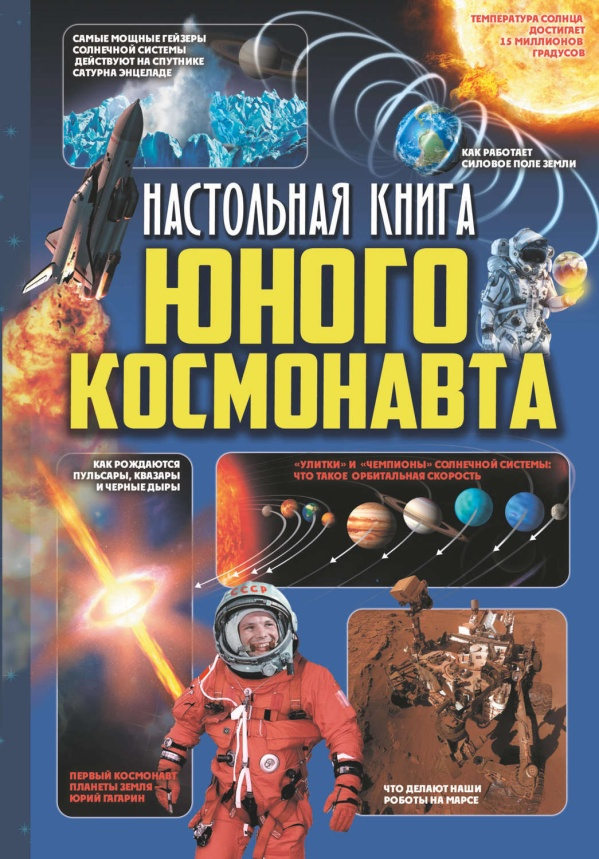 САМЫЕ МОЩНЫЕ ГЕЙЗЕРЫ
СОЛНЕЧНОЙ СИСТЕМЫ
ДЕЙСТВУЮТ НА СПУТНИКЕ
САТУРНА ЭНЦЕЛАДЕ
ТЕМПЕРАТУРА СОЛНЦА
ДОСТИГАЕТ
15 МИЛЛИОНОВ
ГРАДУСОВ
КАК РАБОТАЕТ
СИЛОВОЕ ПОЛЕ ЗЕМЛИ
НАСТОЛЬНАЯ КНИГА
ЮНОГО
КОСМОНАВТА
КАК РОЖДАЮТСЯ
ПУЛЬСАРЫ, КВАЗАРЫ
И ЧЕРНЫЕ ДЫРЫ
«УЛИТКИ» И «ЧЕМПИОНЫ» СОЛНЕЧНОЙ СИСТЕМЫ:
ЧТО ТАКОЕ ОРБИТАЛЬНАЯ СКОРОСТЬ
СССР
ПЕРВЫЙ КОСМОНАВТ
ПЛАНЕТЫ ЗЕМЛЯ
ЮРИЙ ГАГАРИН
ЧТО ДЕЛАЮТ НАШИ
РОБОТЫ НА МАРСЕ